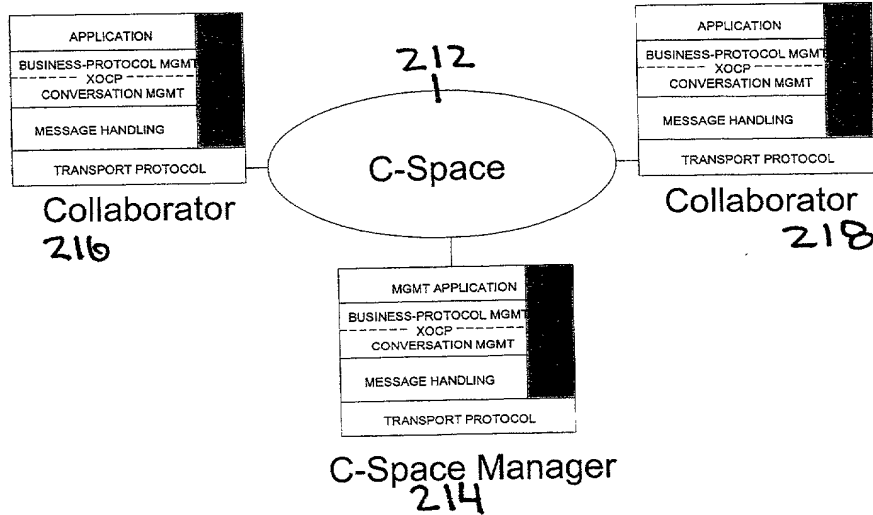 APPLICATION
BUSINESS-PROTOCOL MGMT
XOCP
CONVERSATION MGMT
MESSAGE HANDLING
TRANSPORT PROTOCOL
Collaborator
216
212
C-Space
APPLICATION
BUSINESS-PROTOCOL MGMT
XOCP
CONVERSATION MGMT
MESSAGE HANDLING
TRANSPORT PROTOCOL
Collaborator
218
MGMT APPLICATION
BUSINESS-PROTOCOL MGMT
XOCP
CONVERSATION MGMT
MESSAGE HANDLING
TRANSPORT PROTOCOL
C-Space Manager
214